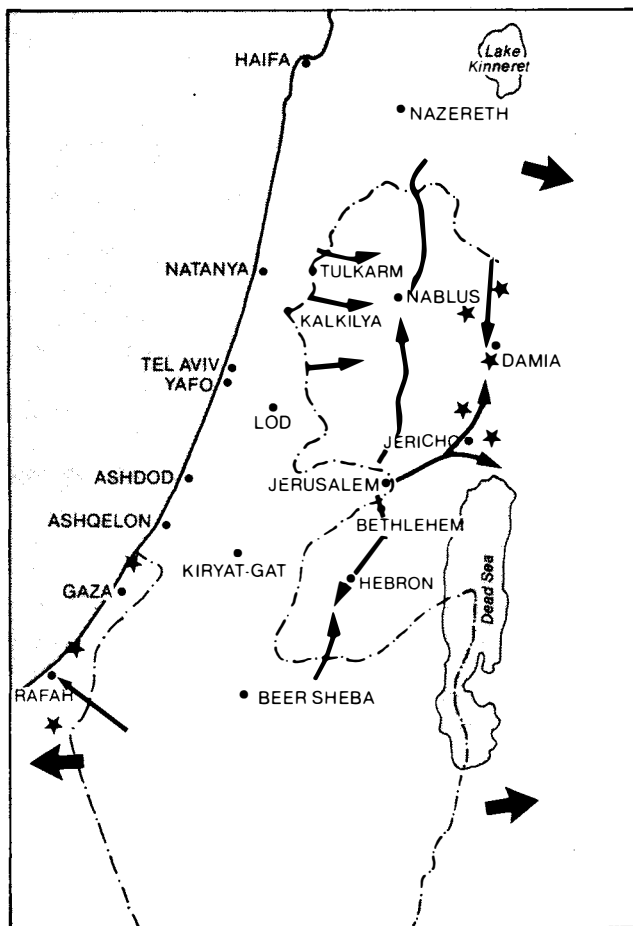 HAIFA
Lake
Kinneret
NAZERETH
NATANYA
TULKARM
NABLUS
KALKILYA
TEL AVIV
YAFO
DAMIA
LOD
JERICHO
ASHDOD
JERUSALEM
ASHQELON
BETHLEHEM
KIRYAT-GAT
HEBRON
GAZA
Dead Sea
RAFAH
BEER SHEBA